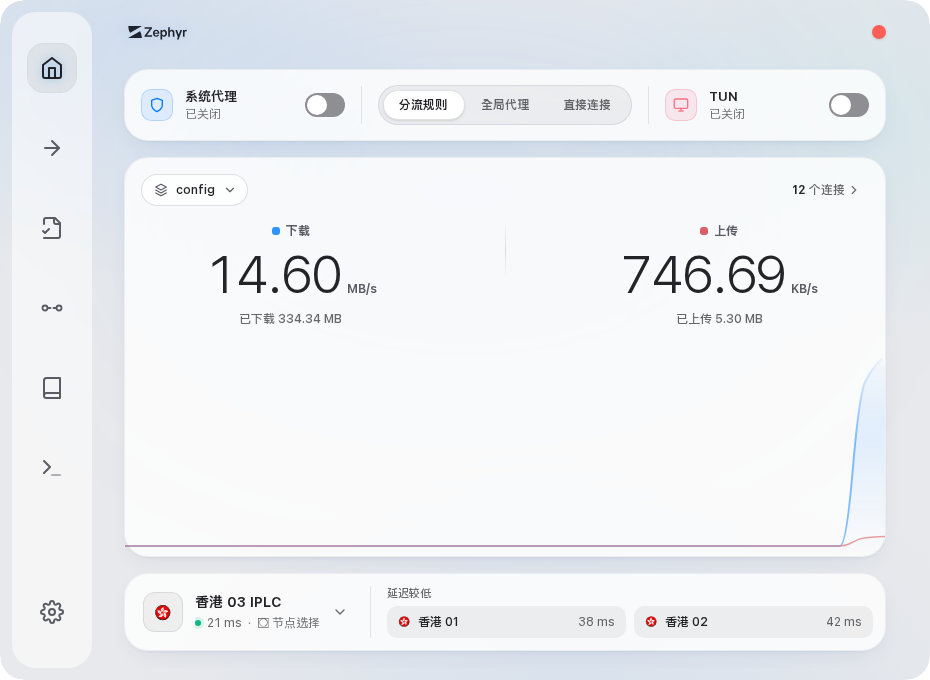 Zephyr
系统代理
已关闭
分流规则
全局代理
直接连接
TUN
已关闭
config
12 个连接
下载
14.60 MB/s
已下载 334.34 MB
上传
746.69 KB/s
已上传 5.30 MB
香港 03 IPLC
21 ms · 节点选择
延迟较低
香港 01 38 ms
香港 02 42 ms